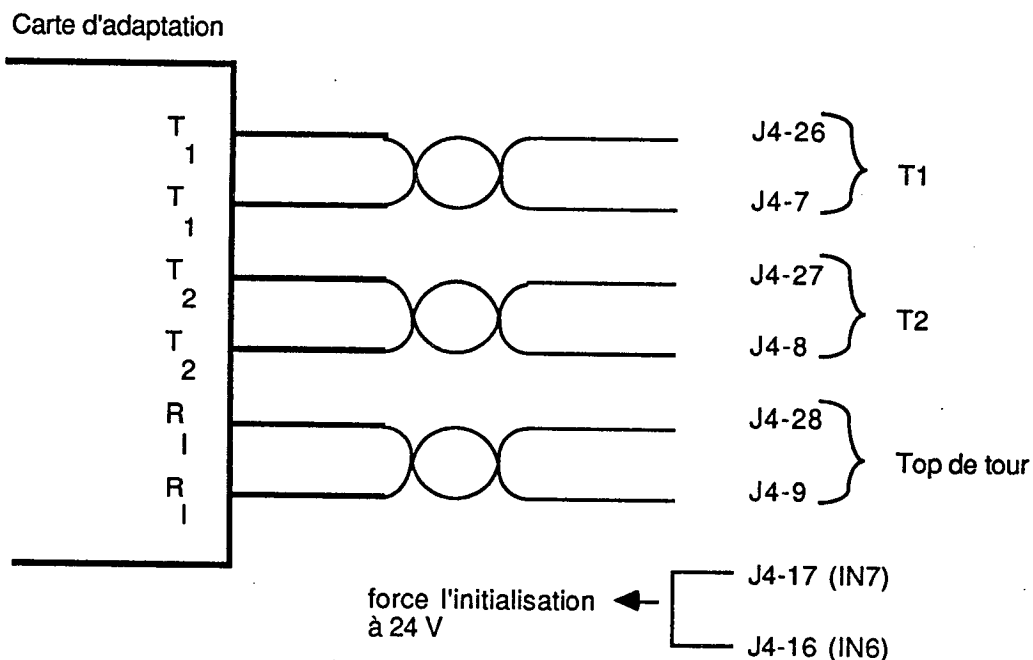 Carte d'adaptation
T1 J4-26
T1
T1 J4-7
T2 J4-27
T2
T2 J4-8
RI J4-28
Top de tour
RI J4-9
J4-17 (IN7)
force l'initialisation
à 24 V
J4-16 (IN6)